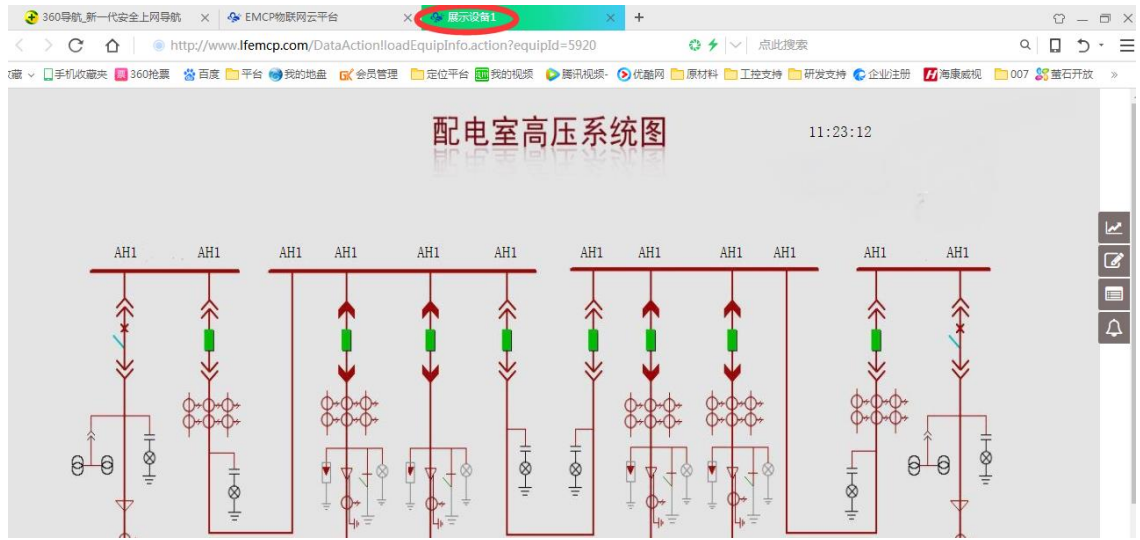 360导航_新一代安全上网导航 EMCP物联网云平台 展示设备1
http://www.lfemcp.com/DataAction!loadEquipInfo.action?equipId=5920 点此搜索
藏 手机收藏夹 360抢票 百度 平台 我的地盘 会员管理 定位平台 我的视频 腾讯视频- 优酷网 原材料 工控支持 研发支持 企业注册 海康威视 007 萤石开放
配电室高压系统图 11:23:12
AH1 AH1 AH1 AH1 AH1 AH1 AH1 AH1 AH1 AH1 AH1